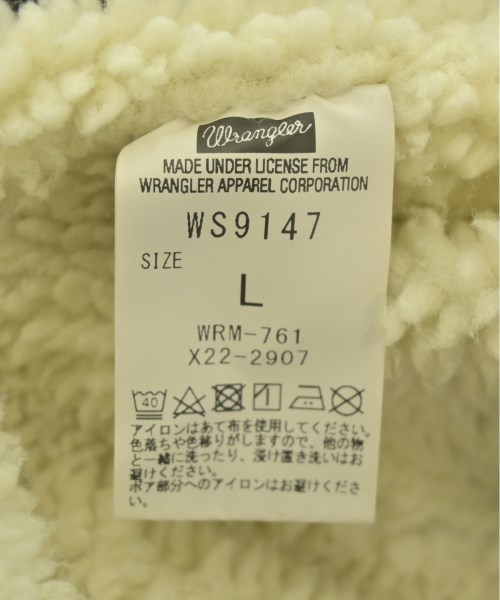 Wrangler
MADE UNDER LICENSE FROM
WRANGLER APPAREL CORPORATION
WS9147
SIZE
L
WRM-761
X22-2907
40
アイロンはあて布を使用してください。
色落ちや色移りがしますので、他の物
と一緒に洗ったり、浸け置き洗いはお
避けください。
ボア部分へのアイロンはお避けくださ
い。